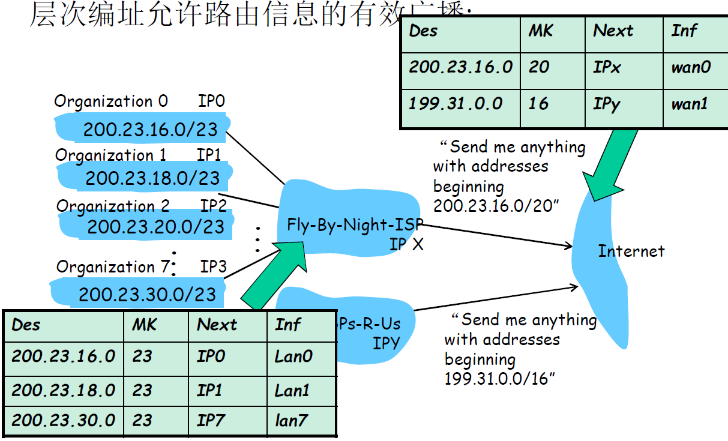 层次编址允许路由信息的有效广播:
Des MK Next Inf
200.23.16.0 20 IPx wan0
199.31.0.0 16 IPy wan1
Organization 0 IP0
200.23.16.0/23
Organization 1 IP1
200.23.18.0/23
Organization 2 IP2
200.23.20.0/23
Organization 7 IP3
200.23.30.0/23
Fly-By-Night-ISP
IP X
“Send me anything
with addresses
beginning
200.23.16.0/20”
Internet
Ps-R-Us
IPY
“Send me anything
with addresses
beginning
199.31.0.0/16”
Des MK Next Inf
200.23.16.0 23 IP0 Lan0
200.23.18.0 23 IP1 Lan1
200.23.30.0 23 IP7 lan7